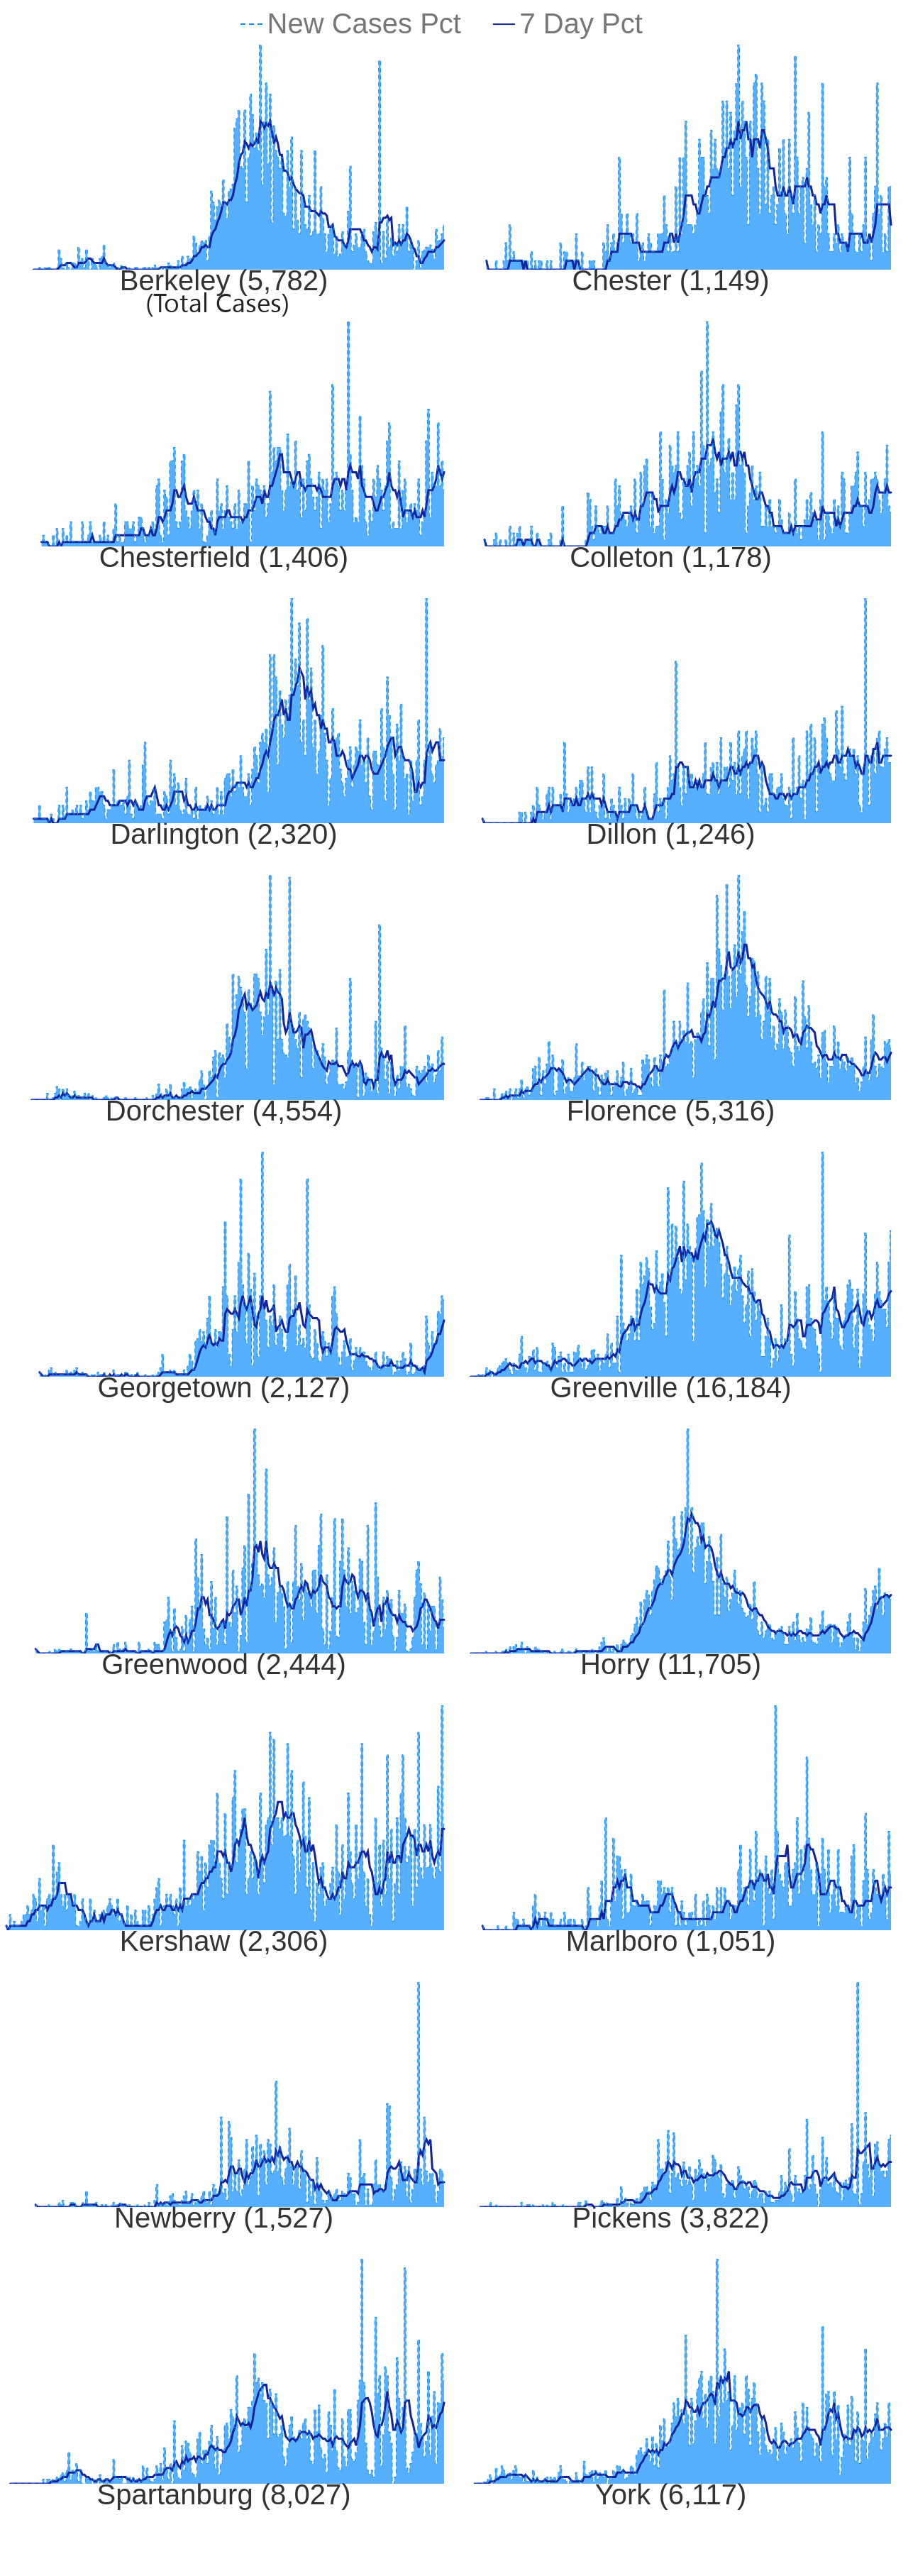 New Cases Pct 7 Day Pct
Berkeley (5,782) Chester (1,149)
(Total Cases)
Chesterfield (1,406) Colleton (1,178)
Darlington (2,320) Dillon (1,246)
Dorchester (4,554) Florence (5,316)
Georgetown (2,127) Greenville (16,184)
Greenwood (2,444) Horry (11,705)
Kershaw (2,306) Marlboro (1,051)
Newberry (1,527) Pickens (3,822)
Spartanburg (8,027) York (6,117)